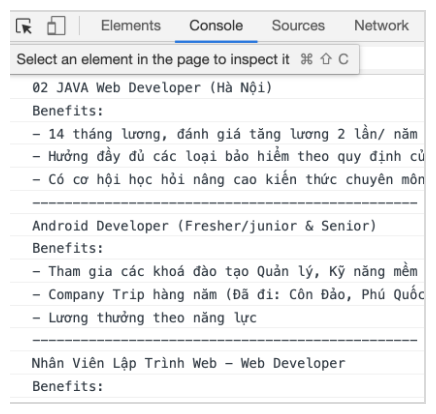 Elements Console Sources Network
Select an element in the page to inspect it ⌘ ⇧ C
02 JAVA Web Developer (Hà Nội)
Benefits:
- 14 tháng lương, đánh giá tăng lương 2 lần/ năm
- Hưởng đầy đủ các loại bảo hiểm theo quy định
- Có cơ hội học hỏi nâng cao kiến thức chuyên môn
------------------------------------------------
Android Developer (Fresher/junior & Senior)
Benefits:
- Tham gia các khoá đào tạo Quản lý, Kỹ năng mềm
- Company Trip hàng năm (Đã đi: Côn Đảo, Phú Quốc
- Lương thưởng theo năng lực
------------------------------------------------
Nhân Viên Lập Trình Web - Web Developer
Benefits: